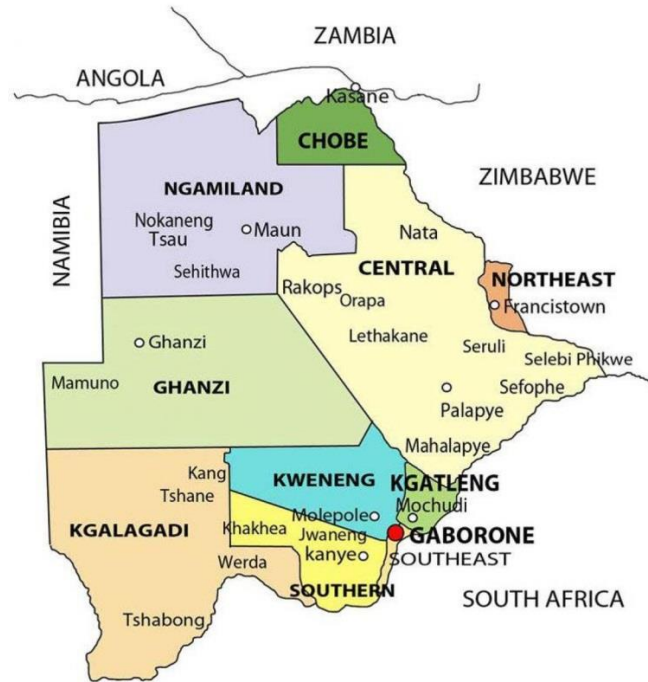 ZAMBIA
ANGOLA
Kasane
CHOBE
ZIMBABWE
NGAMILAND
NAMIBIA
Nokaneng
Tsau
Maun
Nata
Sehithwa
CENTRAL
NORTHEAST
Rakops
Orapa
Francistown
Lethakane
Ghanzi
Seruli
Selebi Phikwe
Mamuno
GHANZI
Sefophe
Palapye
Mahalapye
Kang
KWENENG
KGATLENG
Tshane
Mochudi
KGALAGADI
Khakhea
Molepole
Jwaneng
GABORONE
kanye
SOUTHEAST
Werda
SOUTHERN
SOUTH AFRICA
Tshabong